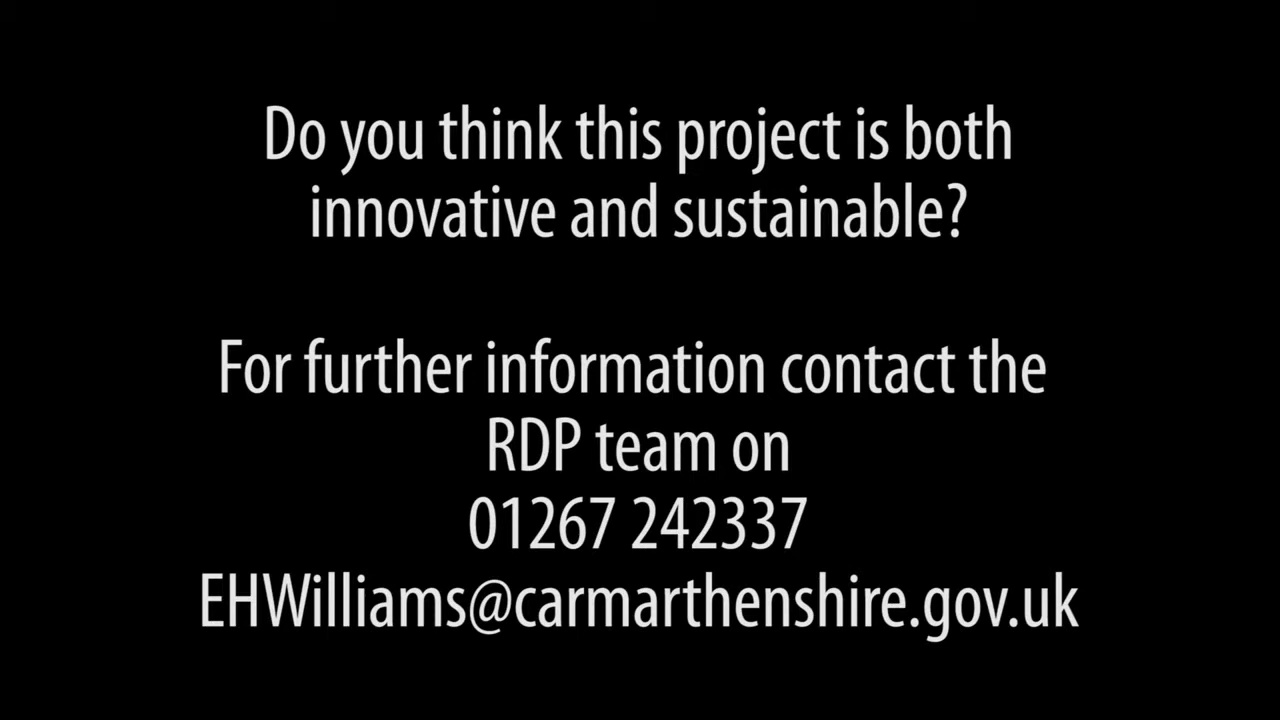 Do you think this project is both
innovative and sustainable?
For further information contact the
RDP team on
01267 242337
EHWilliams@carmarthenshire.gov.uk